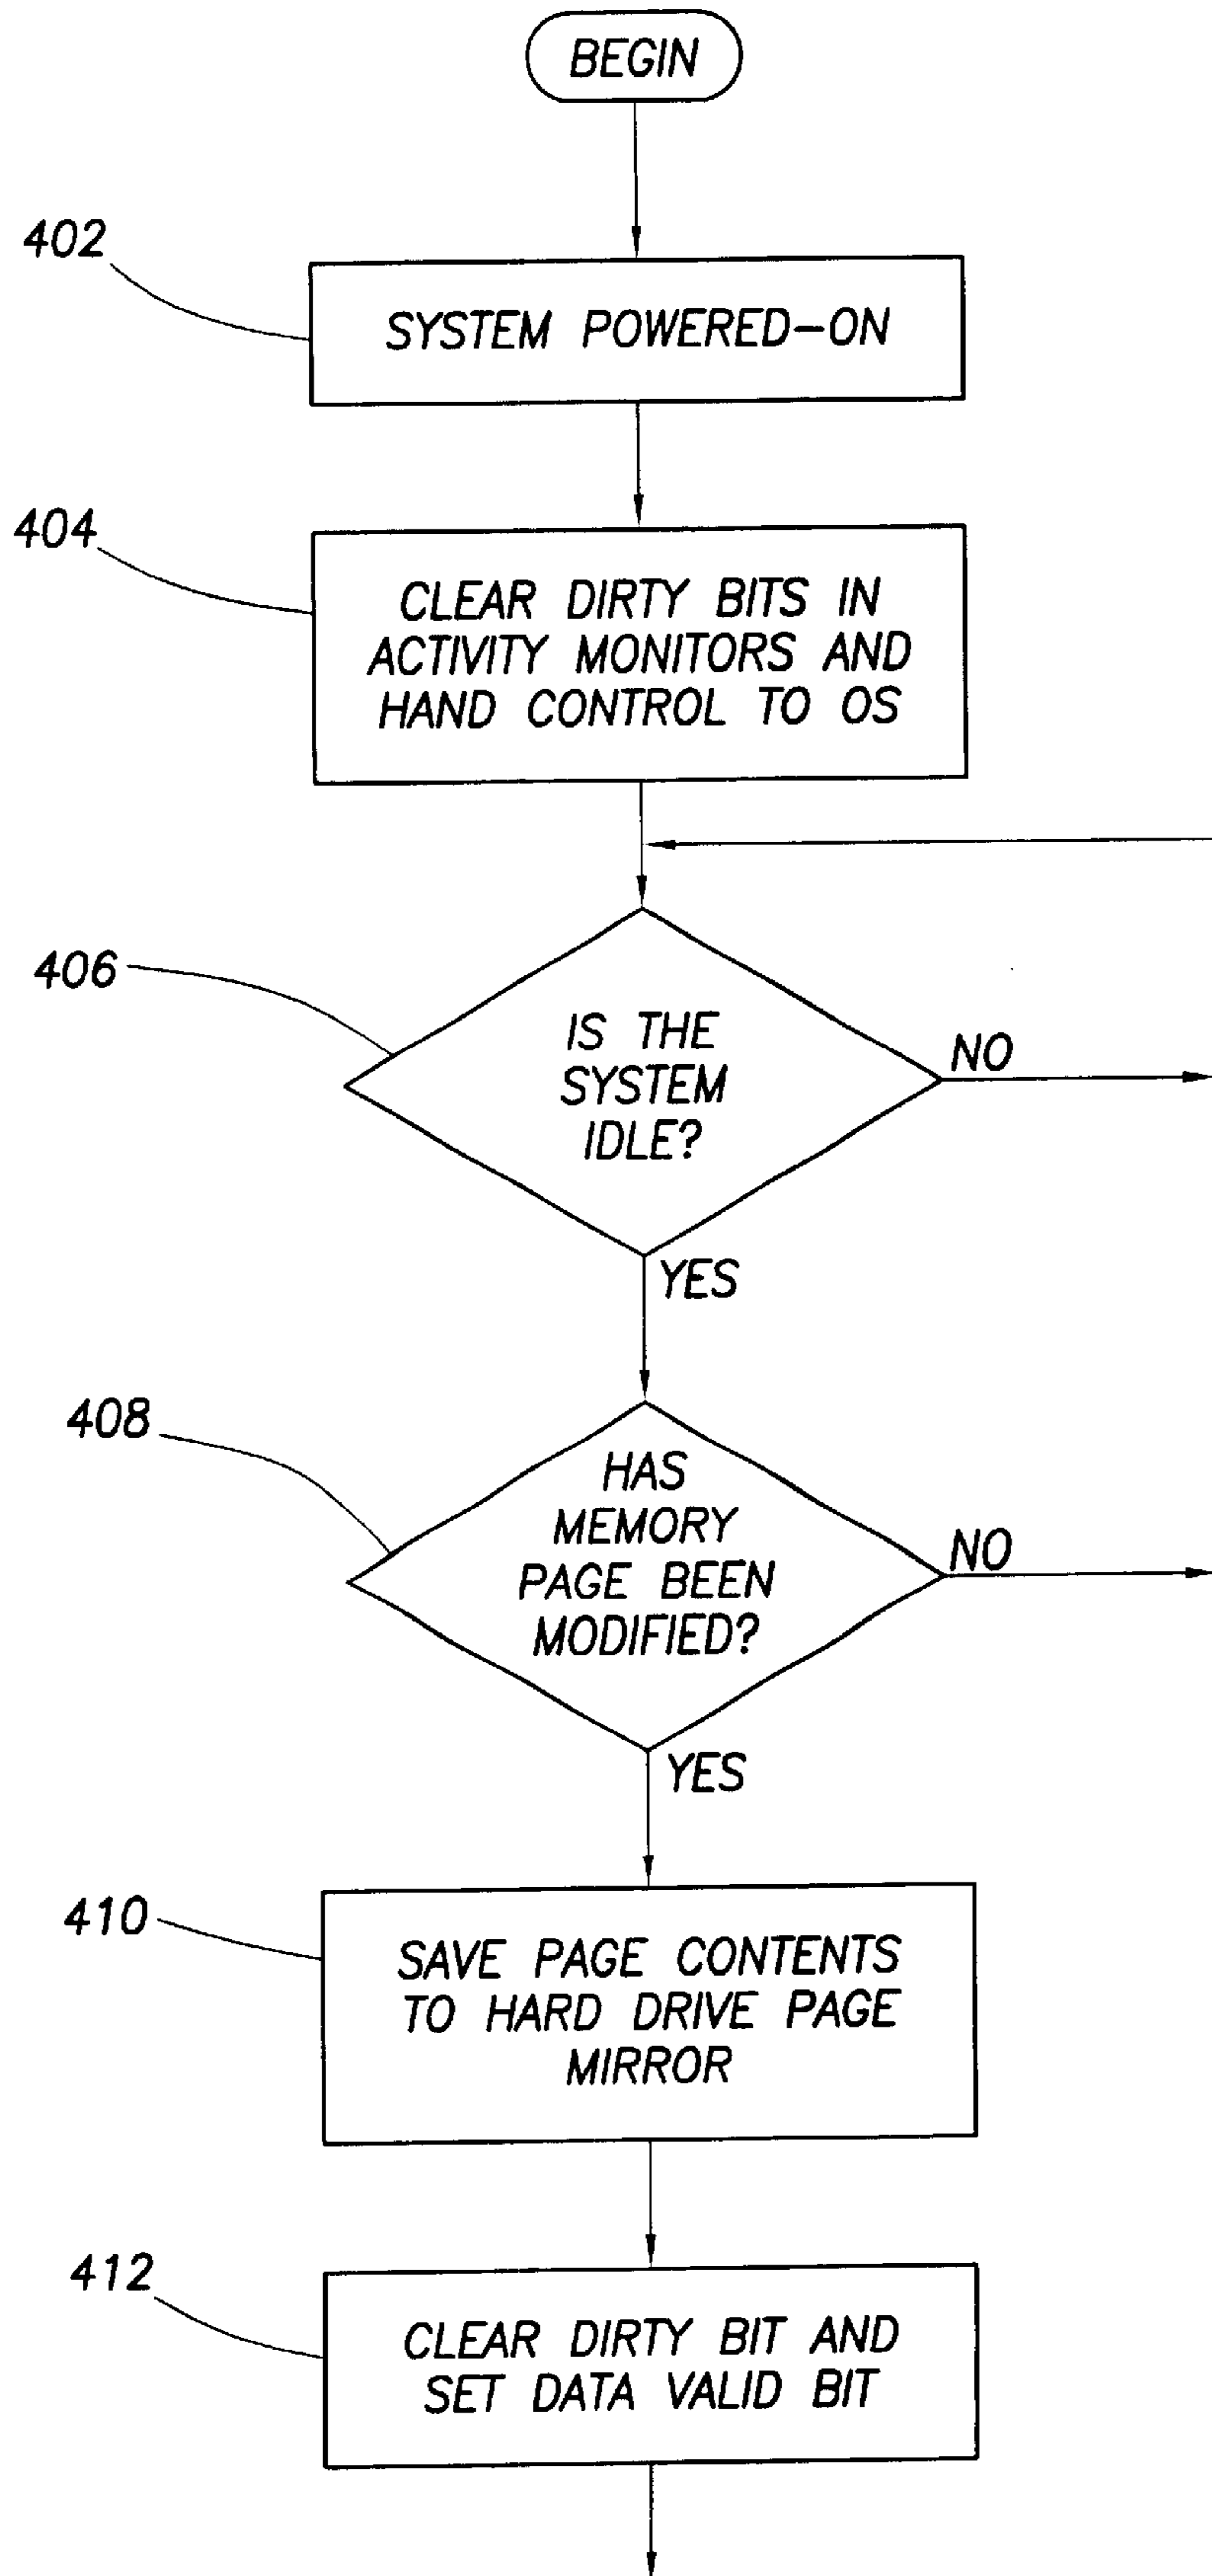 BEGIN
402
SYSTEM POWERED-ON
404
CLEAR DIRTY BITS IN
ACTIVITY MONITORS AND
HAND CONTROL TO OS
406
IS THE
SYSTEM
IDLE?
NO
YES
408
HAS
MEMORY
PAGE BEEN
MODIFIED?
NO
YES
410
SAVE PAGE CONTENTS
TO HARD DRIVE PAGE
MIRROR
412
CLEAR DIRTY BIT AND
SET DATA VALID BIT